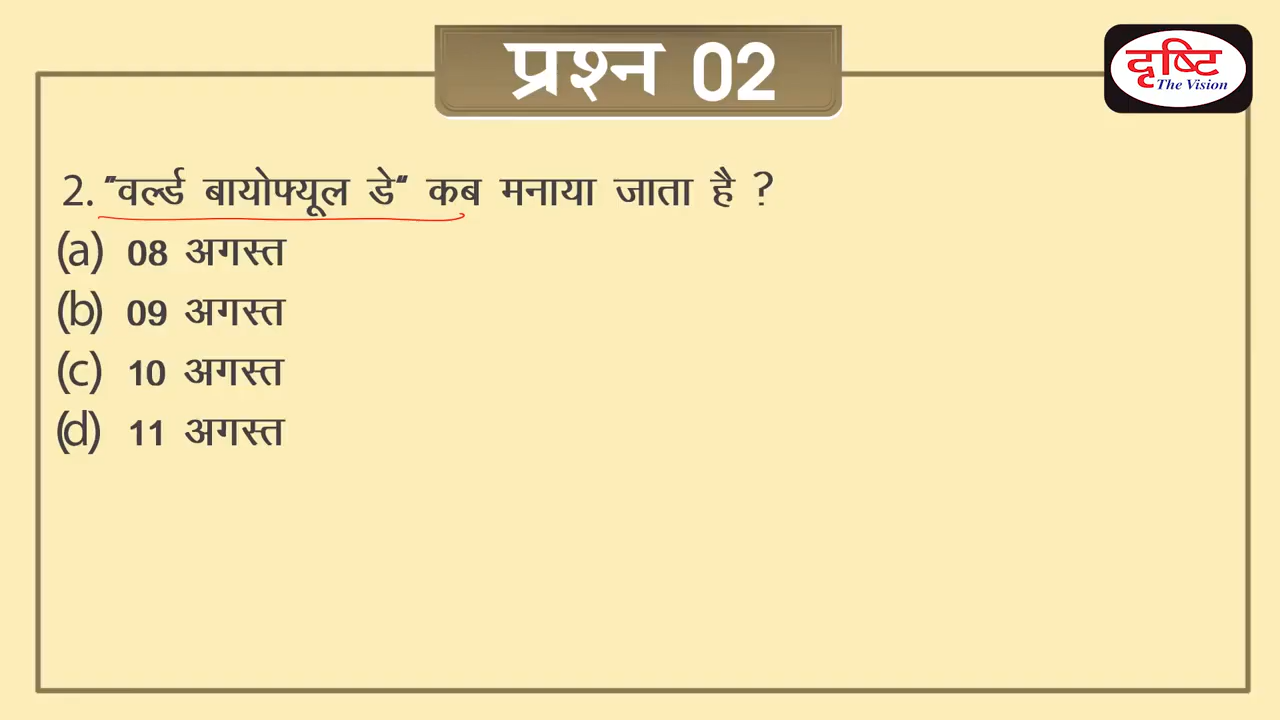 प्रश्न 02
दृष्टि
The Vision
2. "वर्ल्ड बायोफ्यूल डे" कब मनाया जाता है ?
(a) 08 अगस्त
(b) 09 अगस्त
(c) 10 अगस्त
(d) 11 अगस्त